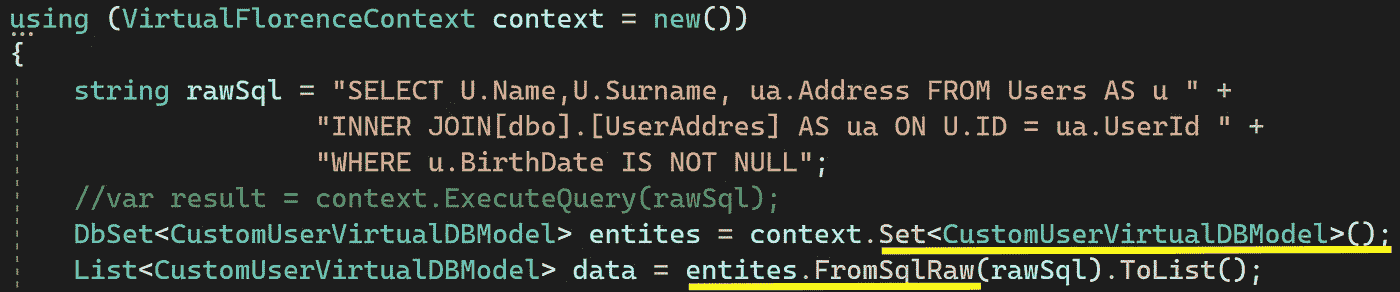 using (VirtualFlorenceContext context = new())
{
string rawSql = "SELECT U.Name,U.Surname, ua.Address FROM Users AS u " +
"INNER JOIN[dbo].[UserAddres] AS ua ON U.ID = ua.UserId " +
"WHERE u.BirthDate IS NOT NULL";
//var result = context.ExecuteQuery(rawSql);
DbSet<CustomUserVirtualDBModel> entites = context.Set<CustomUserVirtualDBModel>();
List<CustomUserVirtualDBModel> data = entites.FromSqlRaw(rawSql).ToList();